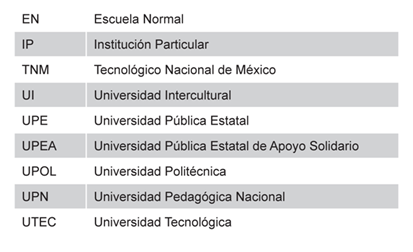 EN Escuela Normal
IP Institución Particular
TNM Tecnológico Nacional de México
UI Universidad Intercultural
UPE Universidad Pública Estatal
UPEA Universidad Pública Estatal de Apoyo Solidario
UPOL Universidad Politécnica
UPN Universidad Pedagógica Nacional
UTEC Universidad Tecnológica